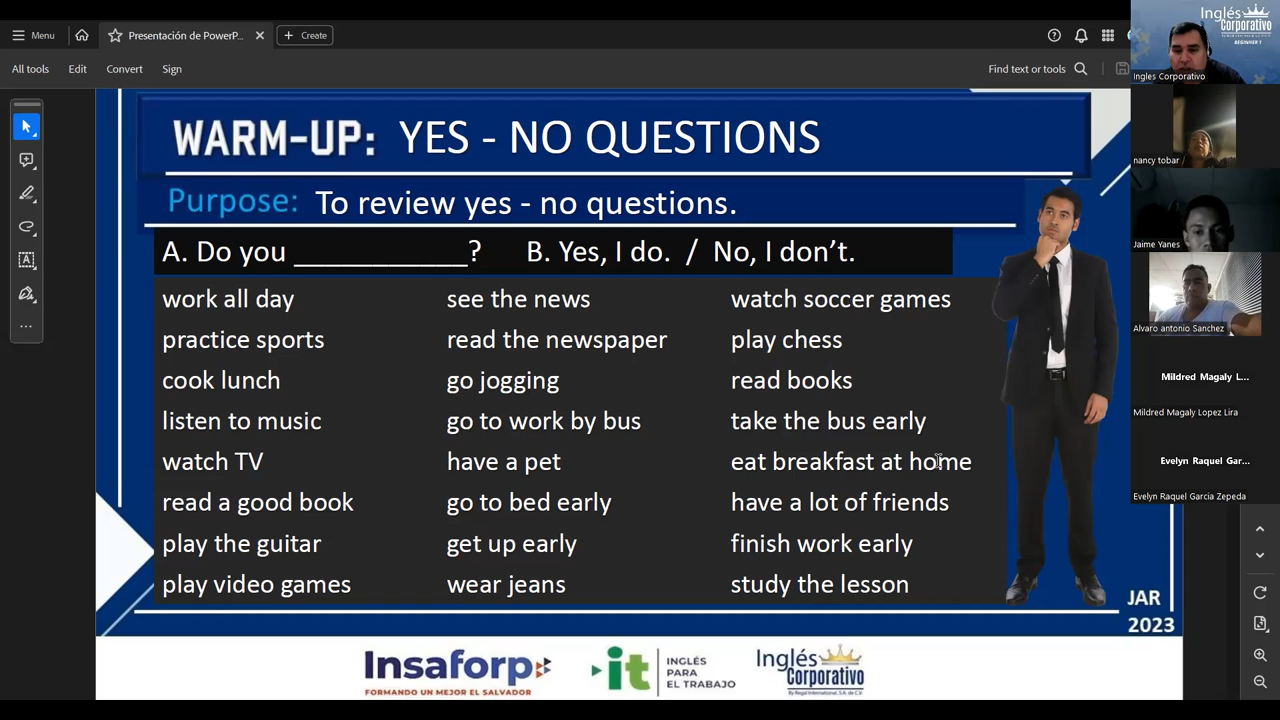 Menu
Presentación de PowerP...
Create
All tools
Edit
Convert
Sign
Find text or tools
WARM-UP: YES - NO QUESTIONS
Purpose: To review yes - no questions.
A. Do you ____________? B. Yes, I do. / No, I don't.
work all day see the news watch soccer games
practice sports read the newspaper play chess
cook lunch go jogging read books
listen to music go to work by bus take the bus early
watch TV have a pet eat breakfast at home
read a good book go to bed early have a lot of friends
play the guitar get up early finish work early
play video games wear jeans study the lesson
JAR
2023
Insaforp
FORMANDO UN MEJOR EL SALVADOR
it
INGLÉS
PARA
EL TRABAJO
Inglés
Corporativo
By Regal International, S.A. de C.V.
Inglés
Corporativo
BEGINNER 1
Ingles Corporativo
nancy tobar
Jaime Yanes
Alvaro antonio Sanchez
Mildred Magaly L...
Mildred Magaly Lopez Lira
Evelyn Raquel Gar...
Evelyn Raquel Garcia Zepeda